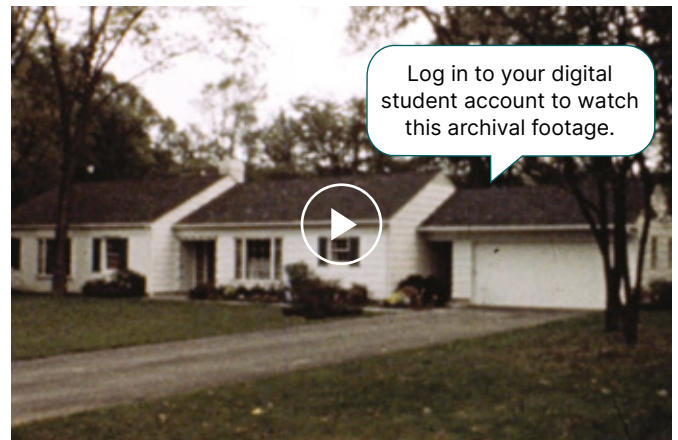 Log in to your digital
student account to watch
this archival footage.